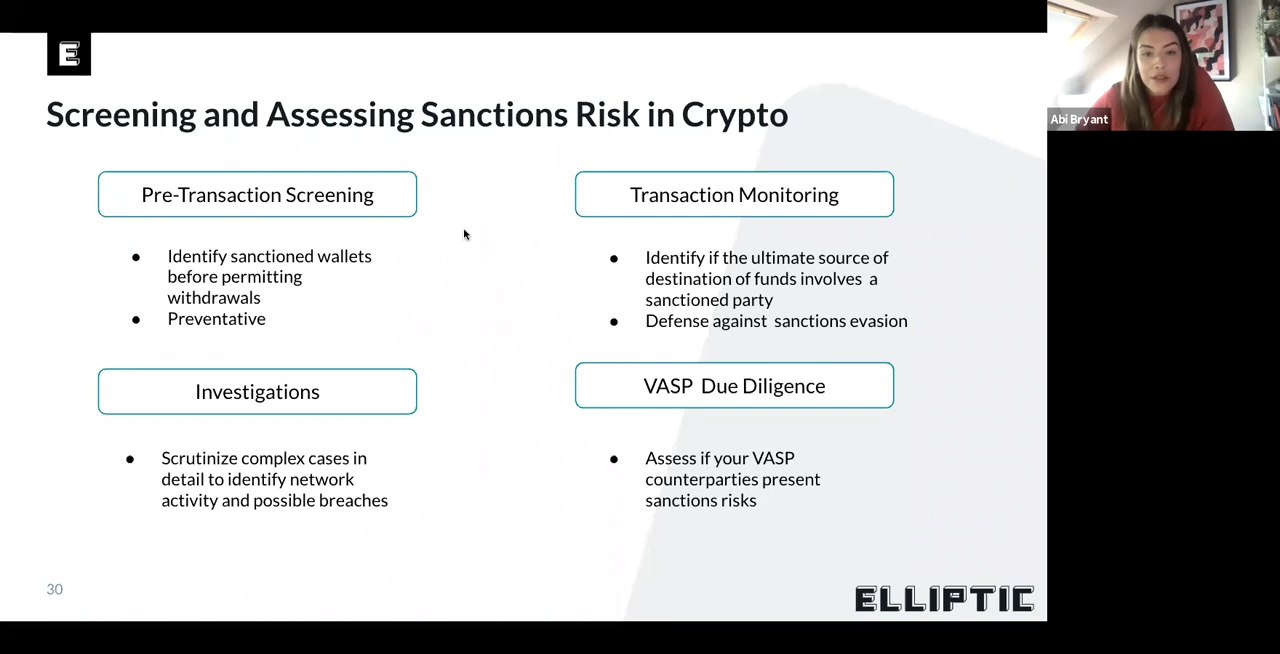 E
Screening and Assessing Sanctions Risk in Crypto
Abi Bryant
Pre-Transaction Screening
● Identify sanctioned wallets
before permitting
withdrawals
● Preventative
Transaction Monitoring
● Identify if the ultimate source of
destination of funds involves a
sanctioned party
● Defense against sanctions evasion
Investigations
● Scrutinize complex cases in
detail to identify network
activity and possible breaches
VASP Due Diligence
● Assess if your VASP
counterparties present
sanctions risks
30
ELLIPTIC